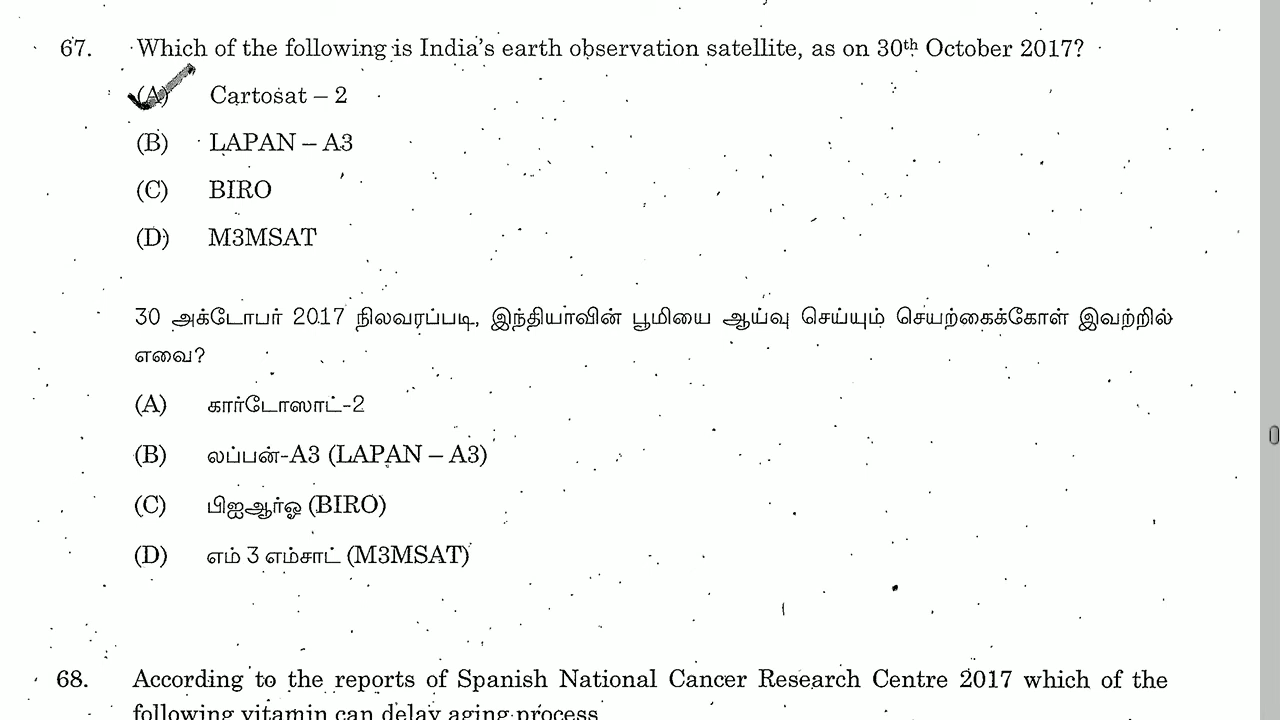 67. Which of the following is India's earth observation satellite, as on 30th October 2017?
(A) Cartosat – 2
(B) LAPAN – A3
(C) BIRO
(D) M3MSAT
30 அக்டோபர் 2017 நிலவரப்படி, இந்தியாவின் பூமியை ஆய்வு செய்யும் செயற்கைக்கோள் இவற்றில்
எவை?
(A) கார்டோஸாட்-2
(B) லப்பன்-A3 (LAPAN – A3)
(C) பிஐஆர்ஓ (BIRO)
(D) எம் 3 எம்சாட் (M3MSAT)
68. According to the reports of Spanish National Cancer Research Centre 2017 which of the
following vitamin can delay aging process